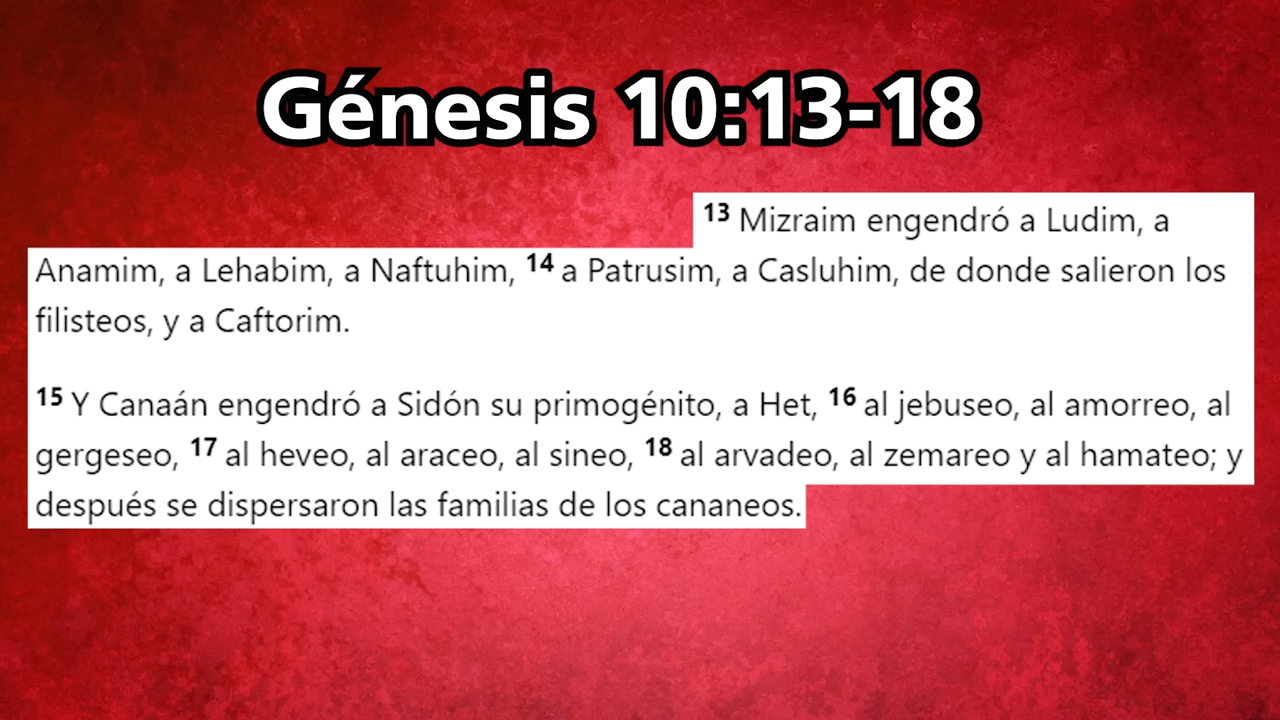 Génesis 10:13-18
13 Mizraim engendró a Ludim, a
Anamim, a Lehabim, a Naftuhim, 14 a Patrusim, a Casluhim, de donde salieron los
filisteos, y a Caftorim.
15 Y Canaán engendró a Sidón su primogénito, a Het, 16 al jebuseo, al amorreo, al
gergeseo, 17 al heveo, al araceo, al sineo, 18 al arvadeo, al zemareo y al hamateo; y
después se dispersaron las familias de los cananeos.